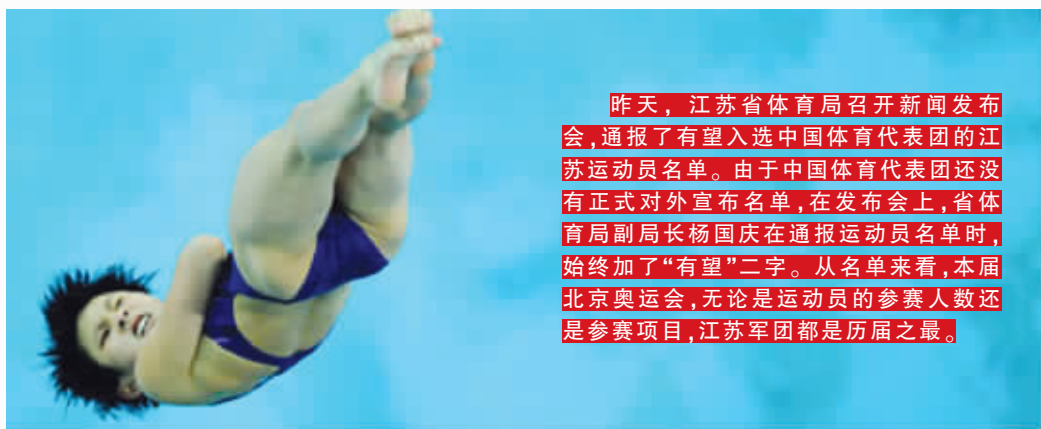 昨天，江苏省体育局召开新闻发布
会,通报了有望入选中国体育代表团的江
苏运动员名单。由于中国体育代表团还没
有正式对外宣布名单,在发布会上,省体
育局副局长杨国庆在通报运动员名单时,
始终加了“有望”二字。从名单来看,本届
北京奥运会,无论是运动员的参赛人数还
是参赛项目,江苏军团都是历届之最。